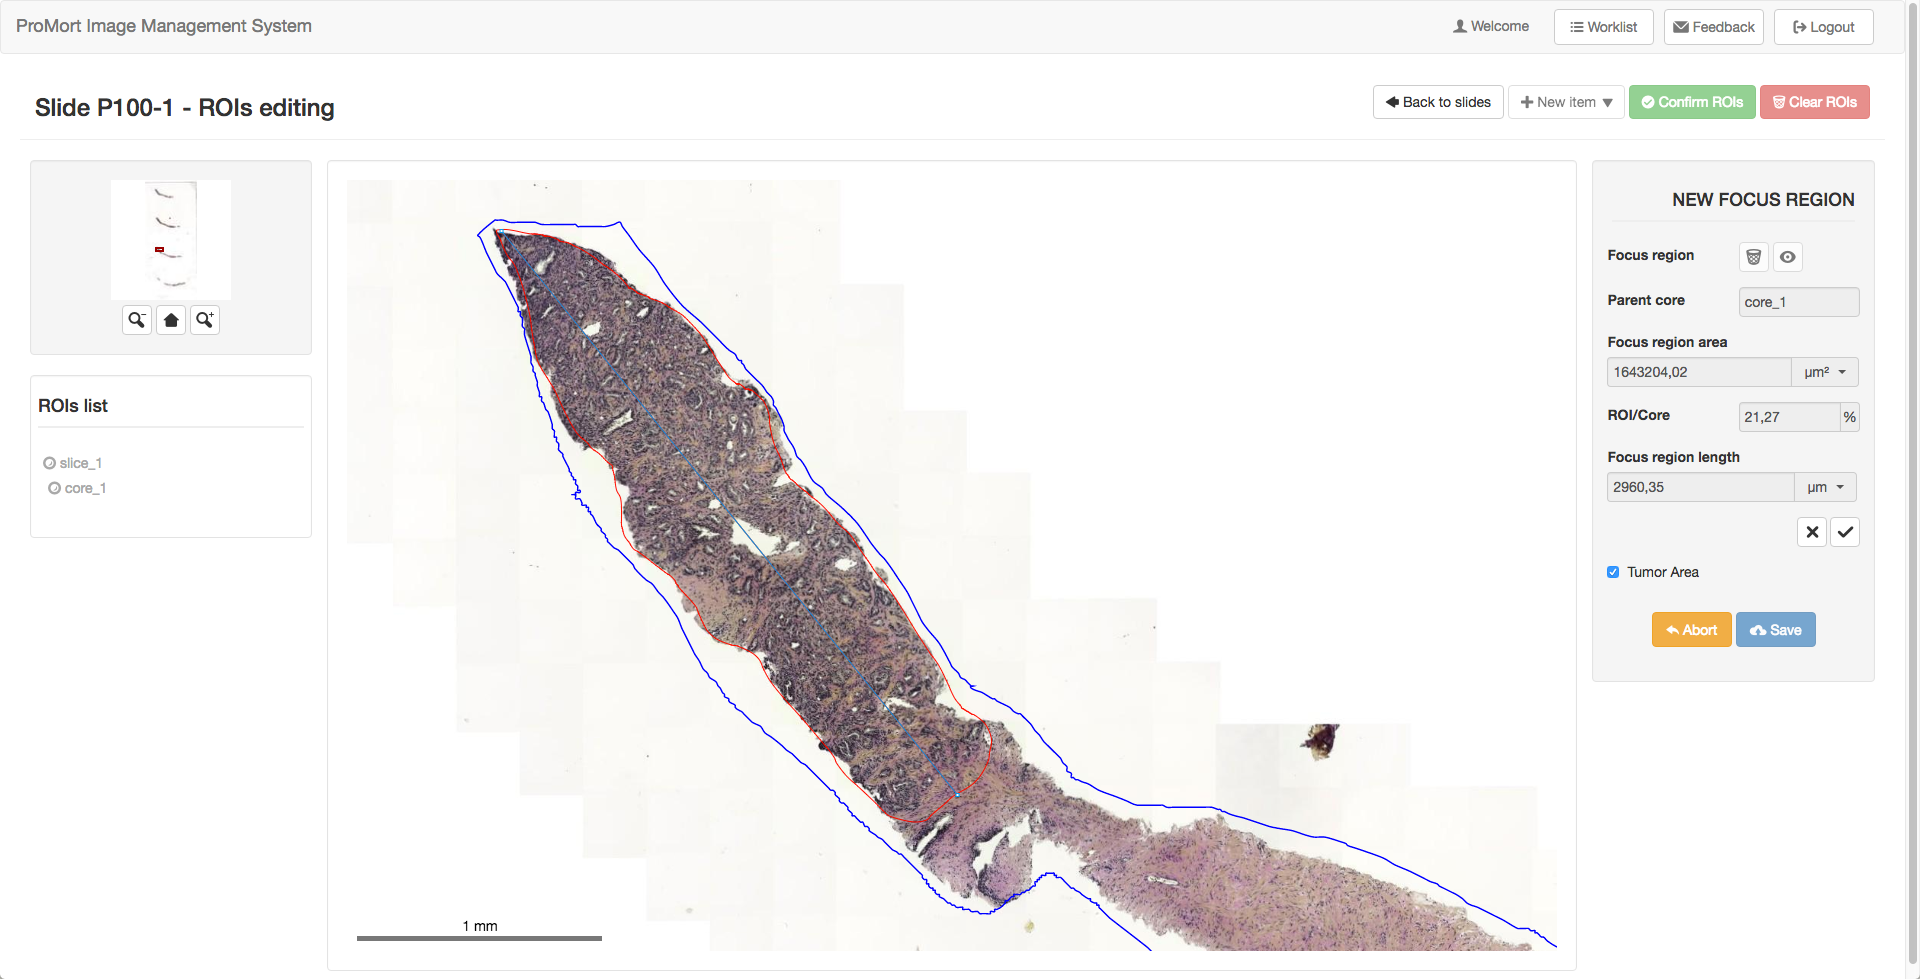 ProMort Image Management System
Welcome
Worklist
Feedback
Logout
Slide P100-1 - ROIs editing
Back to slides
New item
Confirm ROIs
Clear ROIs
ROIs list
slice_1
core_1
1 mm
NEW FOCUS REGION
Focus region
Parent core
core_1
Focus region area
1643204,02
µm²
ROI/Core
21,27
%
Focus region length
2960,35
µm
Tumor Area
Abort
Save